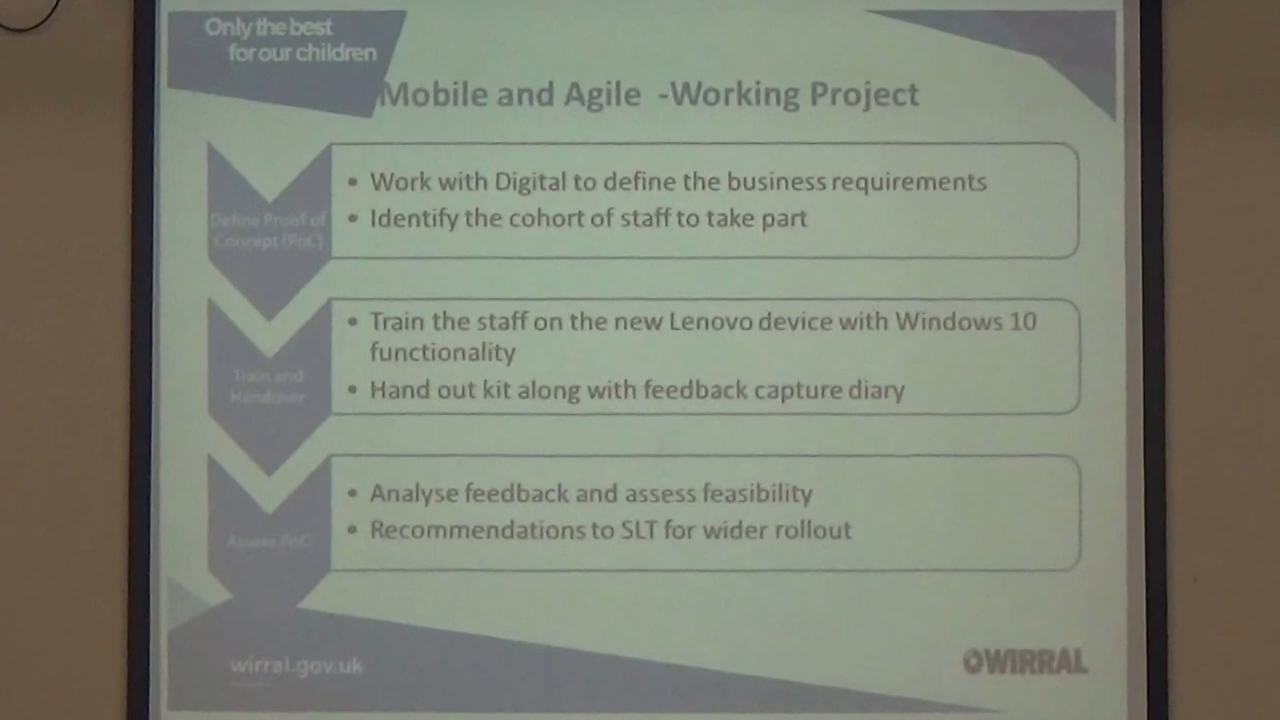 Only the best
for our children
Mobile and Agile -Working Project
Define Proof of
Concept (PoC)
• Work with Digital to define the business requirements
• Identify the cohort of staff to take part
Train and
Handover
• Train the staff on the new Lenovo device with Windows 10
functionality
• Hand out kit along with feedback capture diary
Assess PoC
• Analyse feedback and assess feasibility
• Recommendations to SLT for wider rollout
wirral.gov.uk
WIRRAL